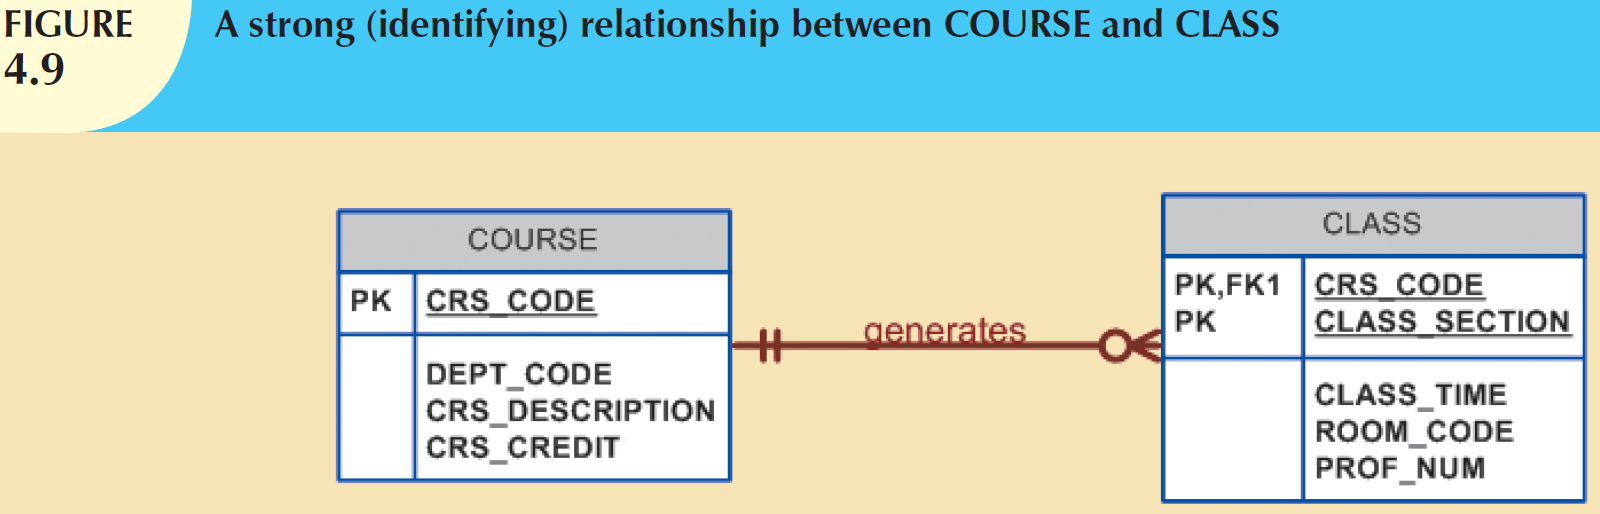 FIGURE
4.9
A strong (identifying) relationship between COURSE and CLASS
COURSE
PK CRS_CODE
DEPT_CODE
CRS_DESCRIPTION
CRS_CREDIT
generates
CLASS
PK,FK1 CRS_CODE
PK CLASS_SECTION
CLASS_TIME
ROOM_CODE
PROF_NUM